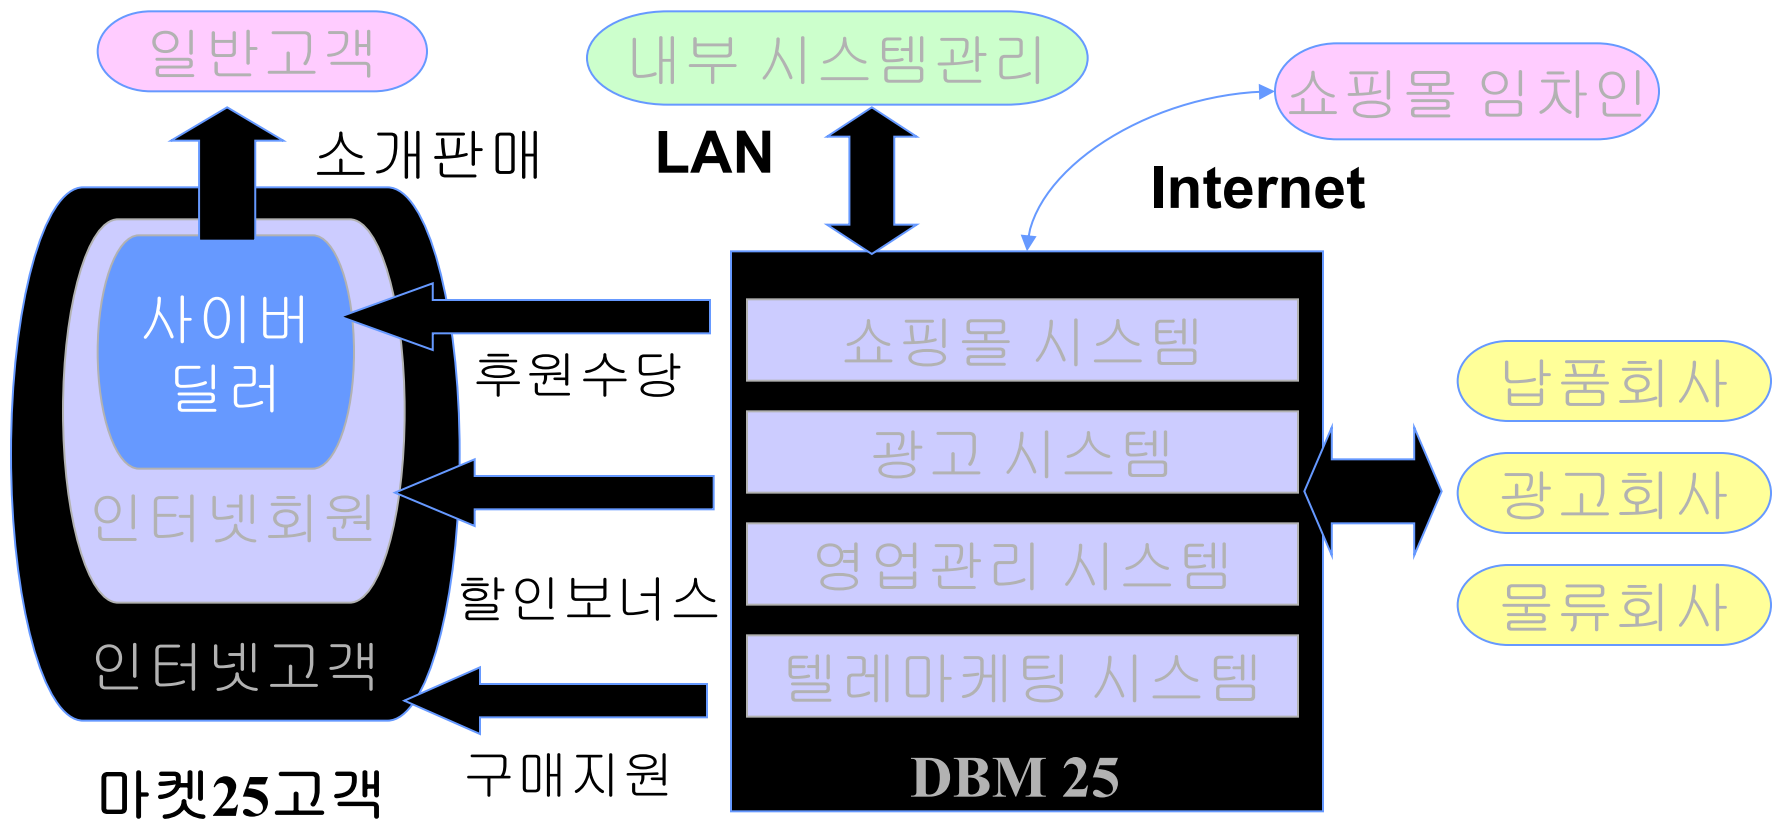 일반고객
내부 시스템관리
쇼핑몰 임차인
소개판매
LAN
Internet
사이버
딜러
후원수당
쇼핑몰 시스템
납품회사
광고 시스템
광고회사
인터넷회원
영업관리 시스템
할인보너스
물류회사
인터넷고객
텔레마케팅 시스템
구매지원
DBM 25
마켓25고객